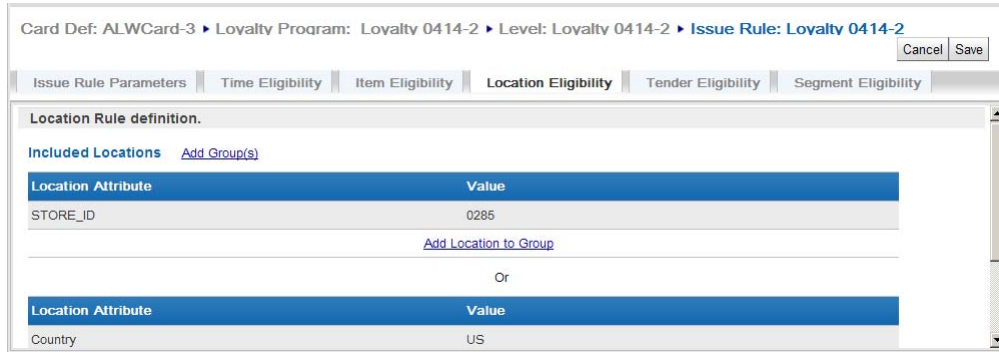 Card Def: ALWCard-3 ▸ Loyalty Program: Loyalty 0414-2 ▸ Level: Loyalty 0414-2 ▸ Issue Rule: Loyalty 0414-2
Cancel Save
Issue Rule Parameters Time Eligibility Item Eligibility Location Eligibility Tender Eligibility Segment Eligibility
Location Rule definition.
Included Locations Add Group(s)
Location Attribute Value
STORE_ID 0285
Add Location to Group
Or
Location Attribute Value
Country US